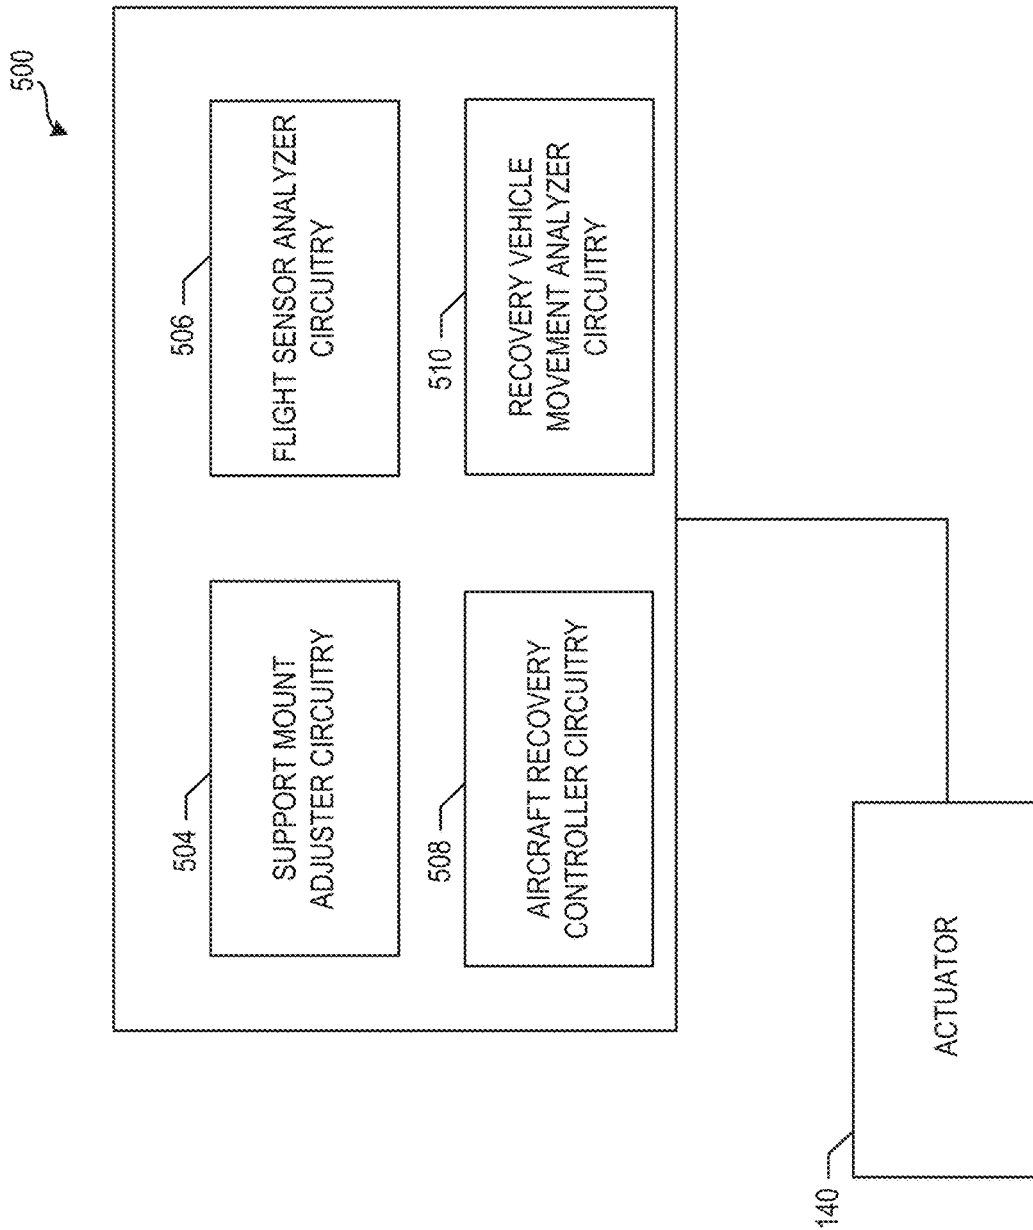 500
504
SUPPORT MOUNT
ADJUSTER CIRCUITRY
506
FLIGHT SENSOR ANALYZER
CIRCUITRY
508
AIRCRAFT RECOVERY
CONTROLLER CIRCUITRY
510
RECOVERY VEHICLE
MOVEMENT ANALYZER
CIRCUITRY
140
ACTUATOR